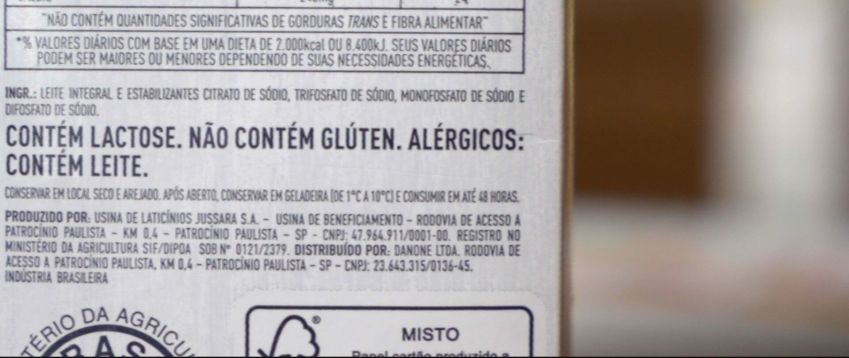 "NÃO CONTÉM QUANTIDADES SIGNIFICATIVAS DE GORDURAS TRANS E FIBRA ALIMENTAR"
*% VALORES DIÁRIOS COM BASE EM UMA DIETA DE 2.000kcal OU 8.400kJ. SEUS VALORES DIÁRIOS
PODEM SER MAIORES OU MENORES DEPENDENDO DE SUAS NECESSIDADES ENERGÉTICAS.
INGR.: LEITE INTEGRAL E ESTABILIZANTES CITRATO DE SÓDIO, TRIFOSFATO DE SÓDIO, MONOFOSFATO DE SÓDIO E
DIFOSFATO DE SÓDIO.
CONTÉM LACTOSE. NÃO CONTÉM GLÚTEN. ALÉRGICOS:
CONTÉM LEITE.
CONSERVAR EM LOCAL SECO E AREJADO. APÓS ABERTO, CONSERVAR EM GELADEIRA (DE 1°C A 10°C) E CONSUMIR EM ATÉ 48 HORAS.
PRODUZIDO POR: USINA DE LATICÍNIOS JUSSARA S.A. - USINA DE BENEFICIAMENTO - RODOVIA DE ACESSO A
PATROCÍNIO PAULISTA - KM 0,4 - PATROCÍNIO PAULISTA - SP - CNPJ: 47.964.911/0001-00. REGISTRO NO
MINISTÉRIO DA AGRICULTURA SIF/DIPOA SOB Nº 0121/2379. DISTRIBUÍDO POR: DANONE LTDA. RODOVIA DE
ACESSO A PATROCÍNIO PAULISTA, KM 0,4 - PATROCÍNIO PAULISTA - SP - CNPJ: 23.643.315/0136-45.
INDÚSTRIA BRASILEIRA
TÉRIO DA AGRICU
RAS
®
MISTO
Papel cartão produzido a